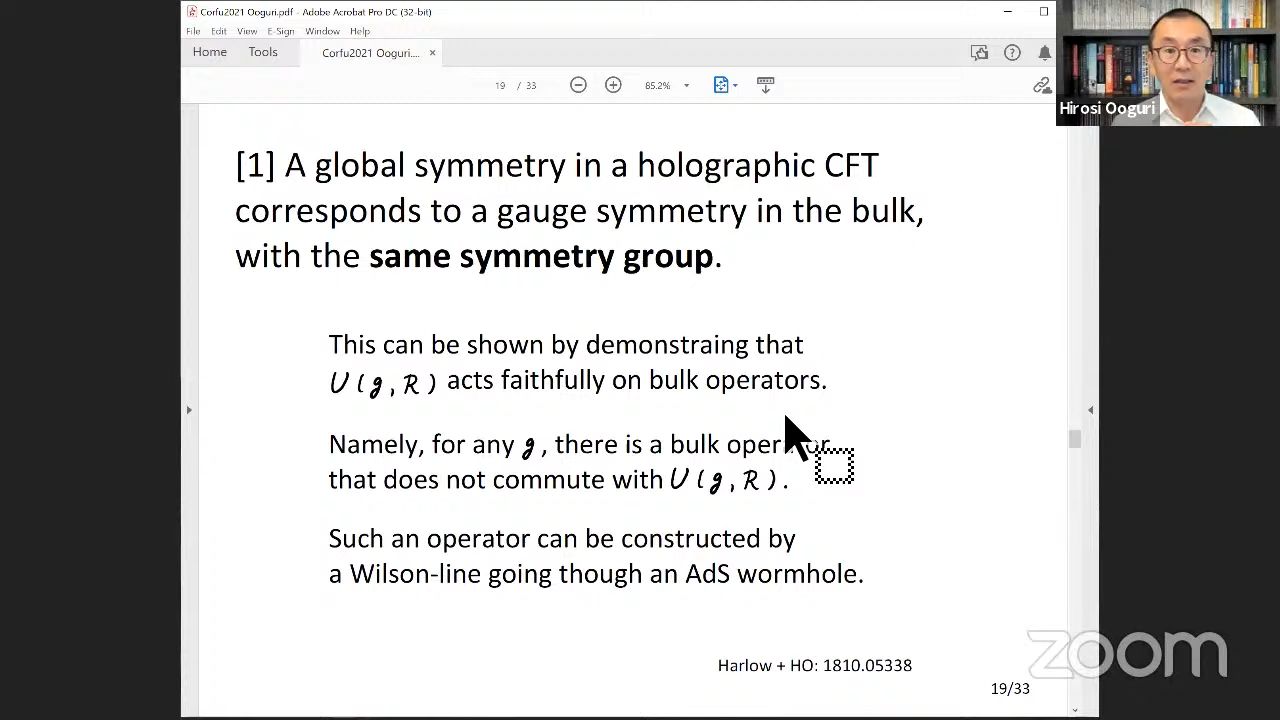 Corfu2021 Ooguri.pdf - Adobe Acrobat Pro DC (32-bit)
File Edit View E-Sign Window Help
Home Tools Corfu2021 Ooguri.... ×
19 / 33 85.2%
Hirosi Ooguri
[1] A global symmetry in a holographic CFT
corresponds to a gauge symmetry in the bulk,
with the same symmetry group.
This can be shown by demonstraing that
U(g, R) acts faithfully on bulk operators.
Namely, for any g, there is a bulk operator
that does not commute with U(g, R).
Such an operator can be constructed by
a Wilson-line going though an AdS wormhole.
Harlow + HO: 1810.05338
19/33
zoom